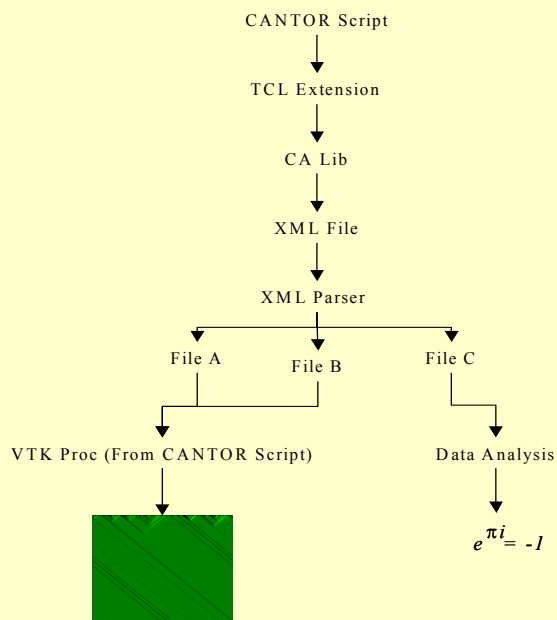 CANTOR Script
TCL Extension
CA Lib
XML File
XML Parser
File A
File B
File C
VTK Proc (From CANTOR Script)
Data Analysis
e^πi = -1